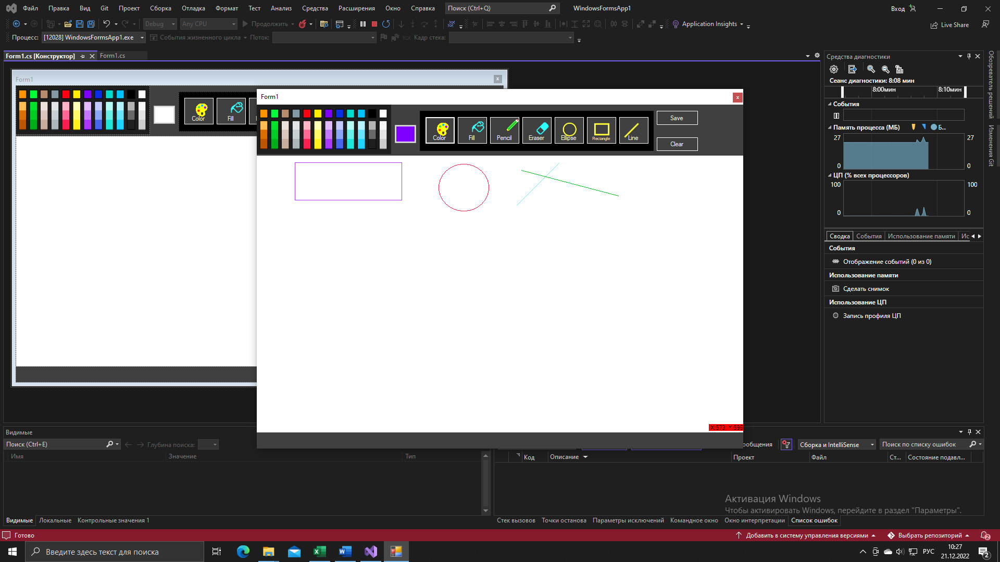 Файл Правка Вид Git Проект Сборка Отладка Формат Тест Анализ Средства Расширения Окно Справка Поиск (Ctrl+Q) WindowsFormsApp1 Вход
Debug Any CPU Продолжить Application Insights Live Share
Процесс: [12028] WindowsFormsApp1.exe События жизненного цикла Поток: Кадр стека:
Form1.cs [Конструктор] Form1.cs
Form1
Color
Fill
Form1
Color
Fill
Pencil
Eraser
Ellipse
Rectangle
Line
Save
Clear
X:573; Y:596
Средства диагностики
Сеанс диагностики: 8:08 мин
8:00мин 8:10мин
События
Память процесса (МБ) Б...
27 27
0 0
ЦП (% всех процессоров)
100 100
0 0
Сводка События Использование памяти Ис
События
Отображение событий (0 из 0)
Использование памяти
Сделать снимок
Использование ЦП
Запись профиля ЦП
Обозреватель решений
Изменения Git
Видимые
Поиск (Ctrl+E) Глубина поиска:
Имя Значение Тип
Видимые Локальные Контрольные значения 1
ообщения Сборка и IntelliSense Поиск по списку ошибок
Код Описание Проект Файл Ст... Состояние подавл...
Активация Windows
Чтобы активировать Windows, перейдите в раздел "Параметры".
Стек вызовов Точки останова Параметры исключений Командное окно Окно интерпретации Список ошибок
Готово Добавить в систему управления версиями Выбрать репозиторий 2
Введите здесь текст для поиска
РУС 10:27
21.12.2022 2